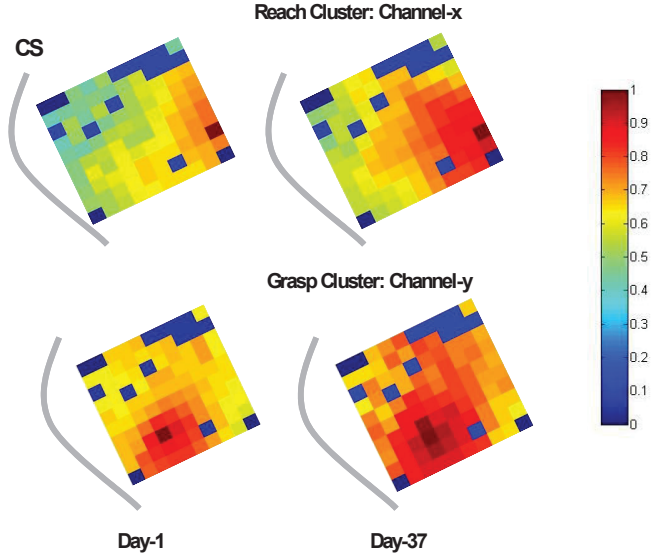 Reach Cluster: Channel-x
CS
1
0.9
0.8
0.7
0.6
0.5
0.4
0.3
0.2
0.1
0
Grasp Cluster: Channel-y
Day-1
Day-37